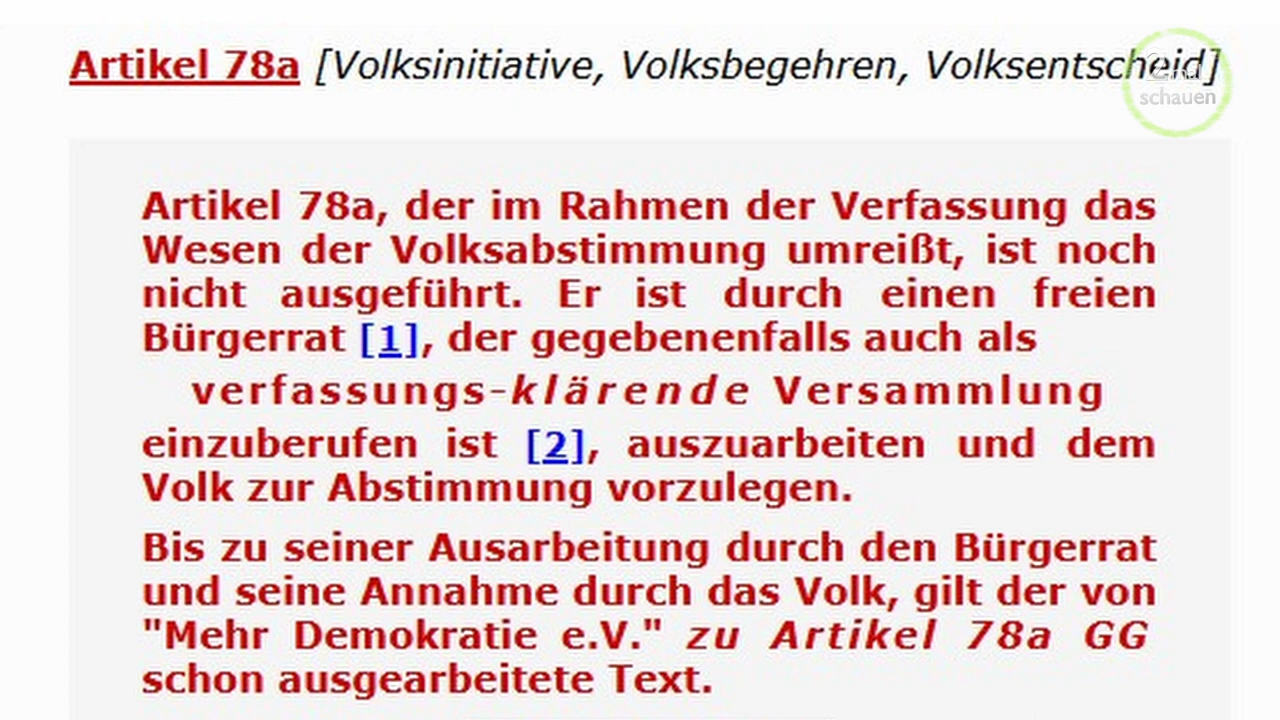 Artikel 78a [Volksinitiative, Volksbegehren, Volksentscheid]
2mal
schauen
Artikel 78a, der im Rahmen der Verfassung das
Wesen der Volksabstimmung umreißt, ist noch
nicht ausgeführt. Er ist durch einen freien
Bürgerrat [1], der gegebenenfalls auch als
verfassungs-klärende Versammlung
einzuberufen ist [2], auszuarbeiten und dem
Volk zur Abstimmung vorzulegen.
Bis zu seiner Ausarbeitung durch den Bürgerrat
und seine Annahme durch das Volk, gilt der von
"Mehr Demokratie e.V." zu Artikel 78a GG
schon ausgearbeitete Text.